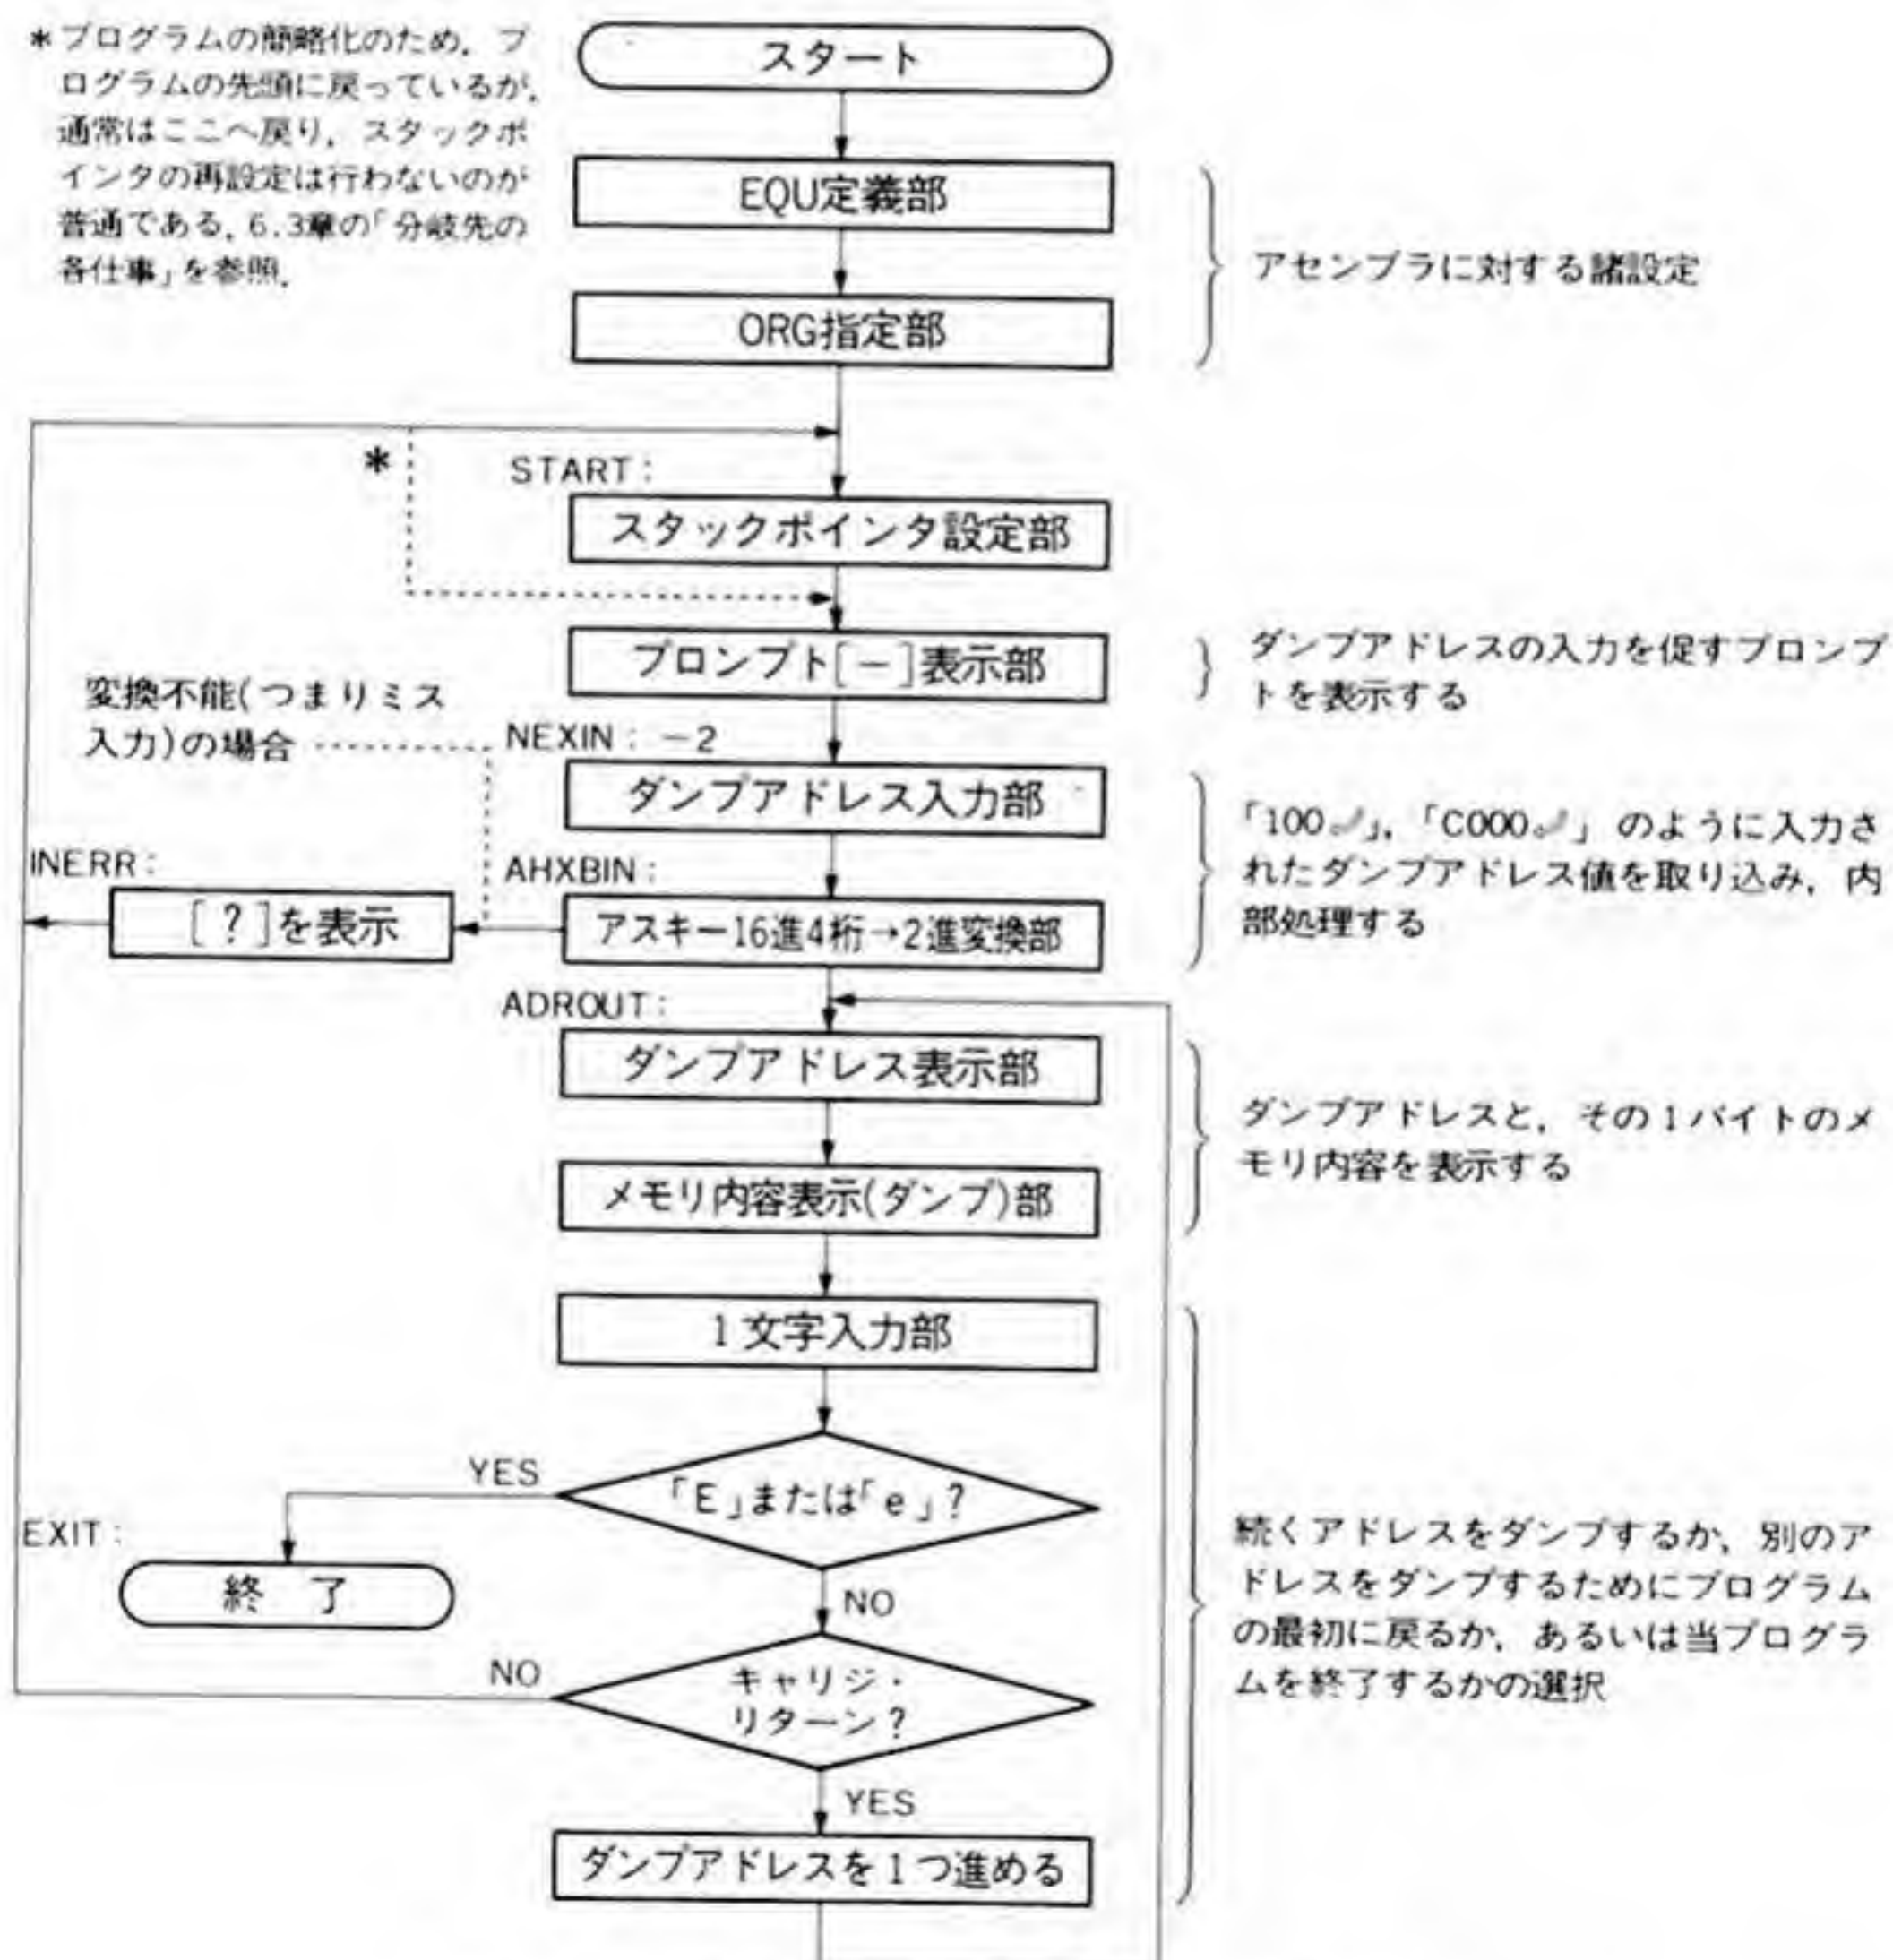 *プログラムの簡略化のため，プ
ログラムの先頭に戻っているが，
通常はここへ戻り，スタックポ
インタの再設定は行わないのが
普通である．6.3章の「分岐先の
各仕事」を参照．
スタート
EQU定義部
ORG指定部
アセンブラに対する諸設定
*
START:
スタックポインタ設定部
プロンプト[－]表示部
ダンプアドレスの入力を促すプロンプ
トを表示する
変換不能(つまりミス
入力)の場合
NEXIN: －2
ダンプアドレス入力部
「100⏎」，「C000⏎」のように入力さ
れたダンプアドレス値を取り込み，内
部処理する
INERR:
[？]を表示
AHXBIN:
アスキー16進4桁→2進変換部
ADROUT:
ダンプアドレス表示部
メモリ内容表示(ダンプ)部
ダンプアドレスと，その1バイトのメ
モリ内容を表示する
1文字入力部
YES
「E」または「e」？
EXIT:
終 了
NO
NO
キャリジ・
リターン？
YES
続くアドレスをダンプするか，別のア
ドレスをダンプするためにプログラム
の最初に戻るか，あるいは当プログラ
ムを終了するかの選択
ダンプアドレスを1つ進める